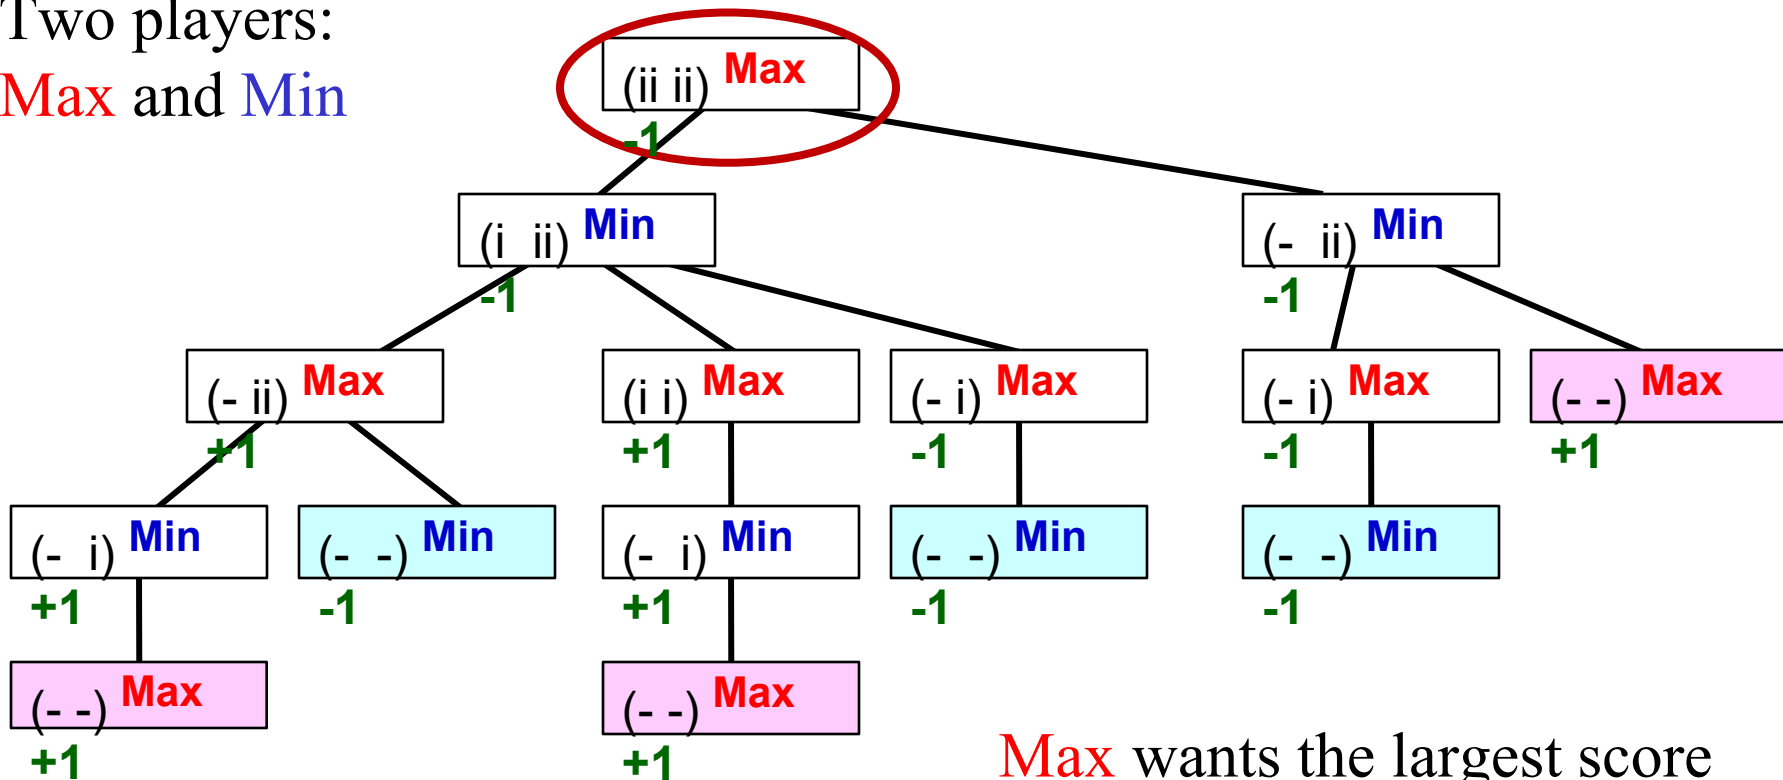 Two players:
Max and Min
(ii ii) Max
-1
(i ii) Min
-1
(- ii) Min
-1
(- ii) Max
+1
(i i) Max
+1
(- i) Max
-1
(- i) Max
-1
(- -) Max
+1
(- i) Min
+1
(- -) Min
-1
(- i) Min
+1
(- -) Min
-1
(- -) Min
-1
(- -) Max
+1
(- -) Max
+1
Max wants the largest score